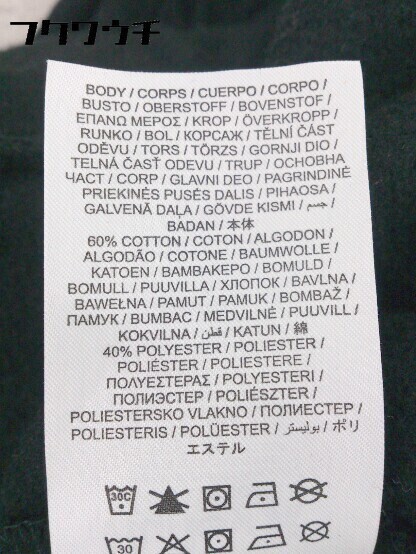 フクウクチ
BODY / CORPS / CUERPO / CORPO /
BUSTO / OBERSTOFF / BOVENSTOF /
ΕΠΑΝΩ ΜΕΡΟΣ / KROP / ÖVERKROPP /
RUNKO / BOL / КОРСАЖ / TĚLNÍ ČÁST
ODĚVU / TORS / TÖRZS / GORNJI DIO /
TELNÁ ČASŤ ODEVU / TRUP / ОСНОВНА
ЧАСТ / CORP / GLAVNI DEO / PAGRINDINĖ
PRIEKINĖS PUSĖS DALIS / PIHAOSA /
GALVENĀ DAĻA / GÖVDE KISMI / جسم /
BADAN / 本体
60% COTTON / COTON / ALGODON /
ALGODÃO / COTONE / BAUMWOLLE /
KATOEN / ΒΑΜΒΑΚΕΡΟ / BOMULD /
BOMULL / PUUVILLA / ХЛОПОК / BAVLNA /
BAWEŁNA / PAMUT / PAMUK / BOMBAŽ /
ПАМУК / BUMBAC / MEDVILNĖ / PUUVILL /
KOKVILNA / قطن / KATUN / 綿
40% POLYESTER / POLIESTER /
POLIÉSTER / POLIESTERE /
ΠΟΛΥΕΣΤΕΡΑΣ / POLYESTERI /
ПОЛИЭСТЕР / POLIÉSZTER /
POLIESTERSKO VLAKNO / ПОЛИЕСТЕР /
POLIESTERIS / POLÜESTER / بوليستر / ポリ
エステル
30C
30